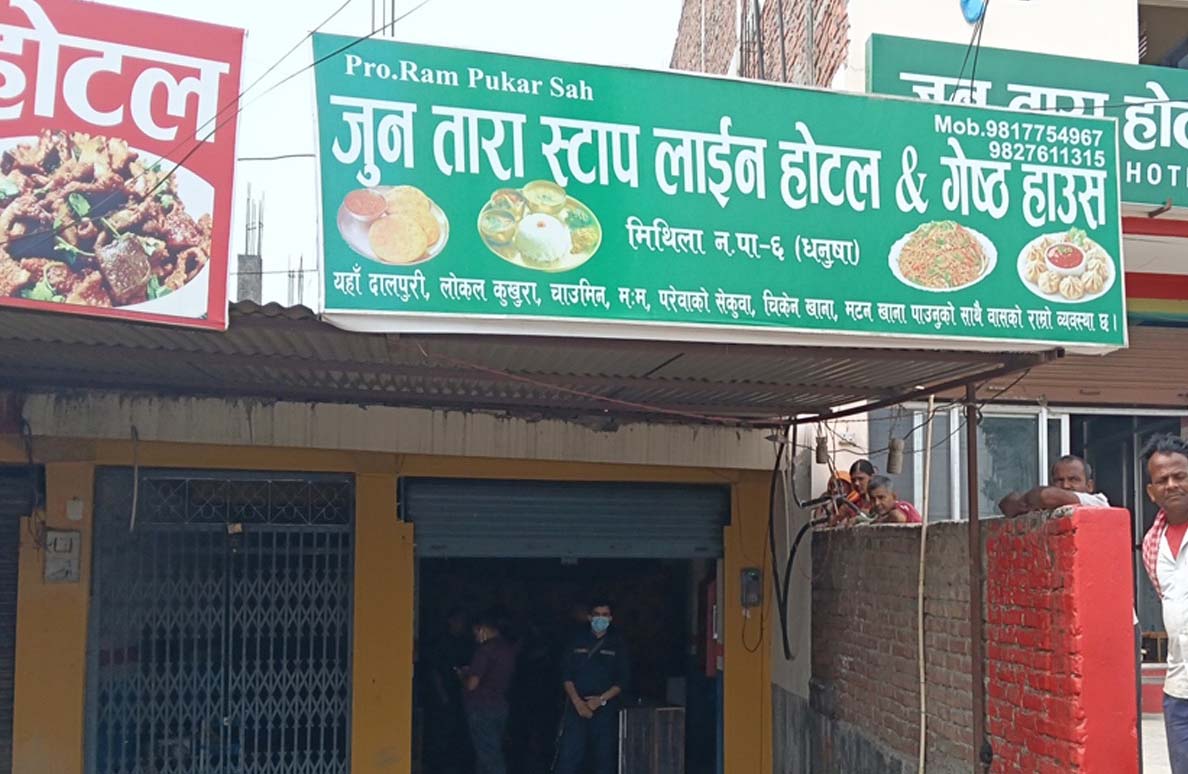 होटल
Pro.Ram Pukar Sah
जुन तारा स्टाप लाईन होटल & गेष्ठ हाउस
Mob.9817754967
9827611315
मिथिला न.पा-६ (धनुषा)
यहाँ दालपुरी, लोकल कुखुरा, चाउमिन, म:म, परेवाको सेकुवा, चिकेन खाना, मटन खाना पाउनुको साथै वासको राम्रो व्यवस्था छ।
जुन तारा